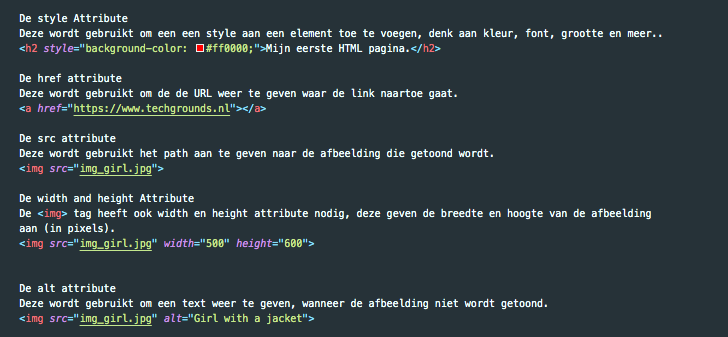 De style Attribute
Deze wordt gebruikt om een een style aan een element toe te voegen, denk aan kleur, font, grootte en meer..
<h2 style="background-color: #ff0000;">Mijn eerste HTML pagina.</h2>
De href attribute
Deze wordt gebruikt om de de URL weer te geven waar de link naartoe gaat.
<a href="https://www.techgrounds.nl"></a>
De src attribute
Deze wordt gebruikt het path aan te geven naar de afbeelding die getoond wordt.
<img src="img_girl.jpg">
De width and height Attribute
De <img> tag heeft ook width en height attribute nodig, deze geven de breedte en hoogte van de afbeelding
aan (in pixels).
<img src="img_girl.jpg" width="500" height="600">
De alt attribute
Deze wordt gebruikt om een text weer te geven, wanneer de afbeelding niet wordt getoond.
<img src="img_girl.jpg" alt="Girl with a jacket">